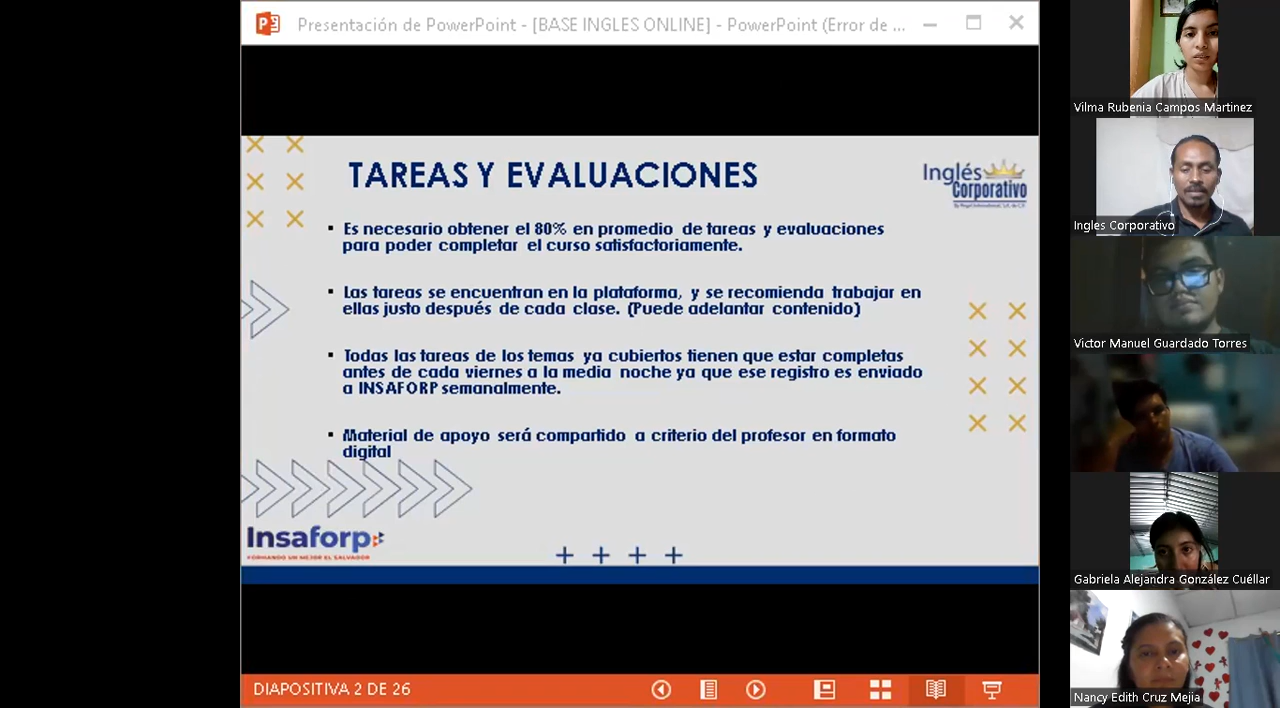 Presentación de PowerPoint - [BASE INGLES ONLINE] - PowerPoint (Error de ...
TAREAS Y EVALUACIONES
Inglés
Corporativo
▪ Es necesario obtener el 80% en promedio de tareas y evaluaciones
para poder completar el curso satisfactoriamente.
▪ Las tareas se encuentran en la plataforma, y se recomienda trabajar en
ellas justo después de cada clase. (Puede adelantar contenido)
▪ Todas las tareas de los temas ya cubiertos tienen que estar completas
antes de cada viernes a la media noche ya que ese registro es enviado
a INSAFORP semanalmente.
▪ Material de apoyo será compartido a criterio del profesor en formato
digital
Insaforp
FORMANDO UN MEJOR EL SALVADOR
DIAPOSITIVA 2 DE 26
Vilma Rubenia Campos Martinez
Ingles Corporativo
Victor Manuel Guardado Torres
Gabriela Alejandra González Cuéllar
Nancy Edith Cruz Mejia